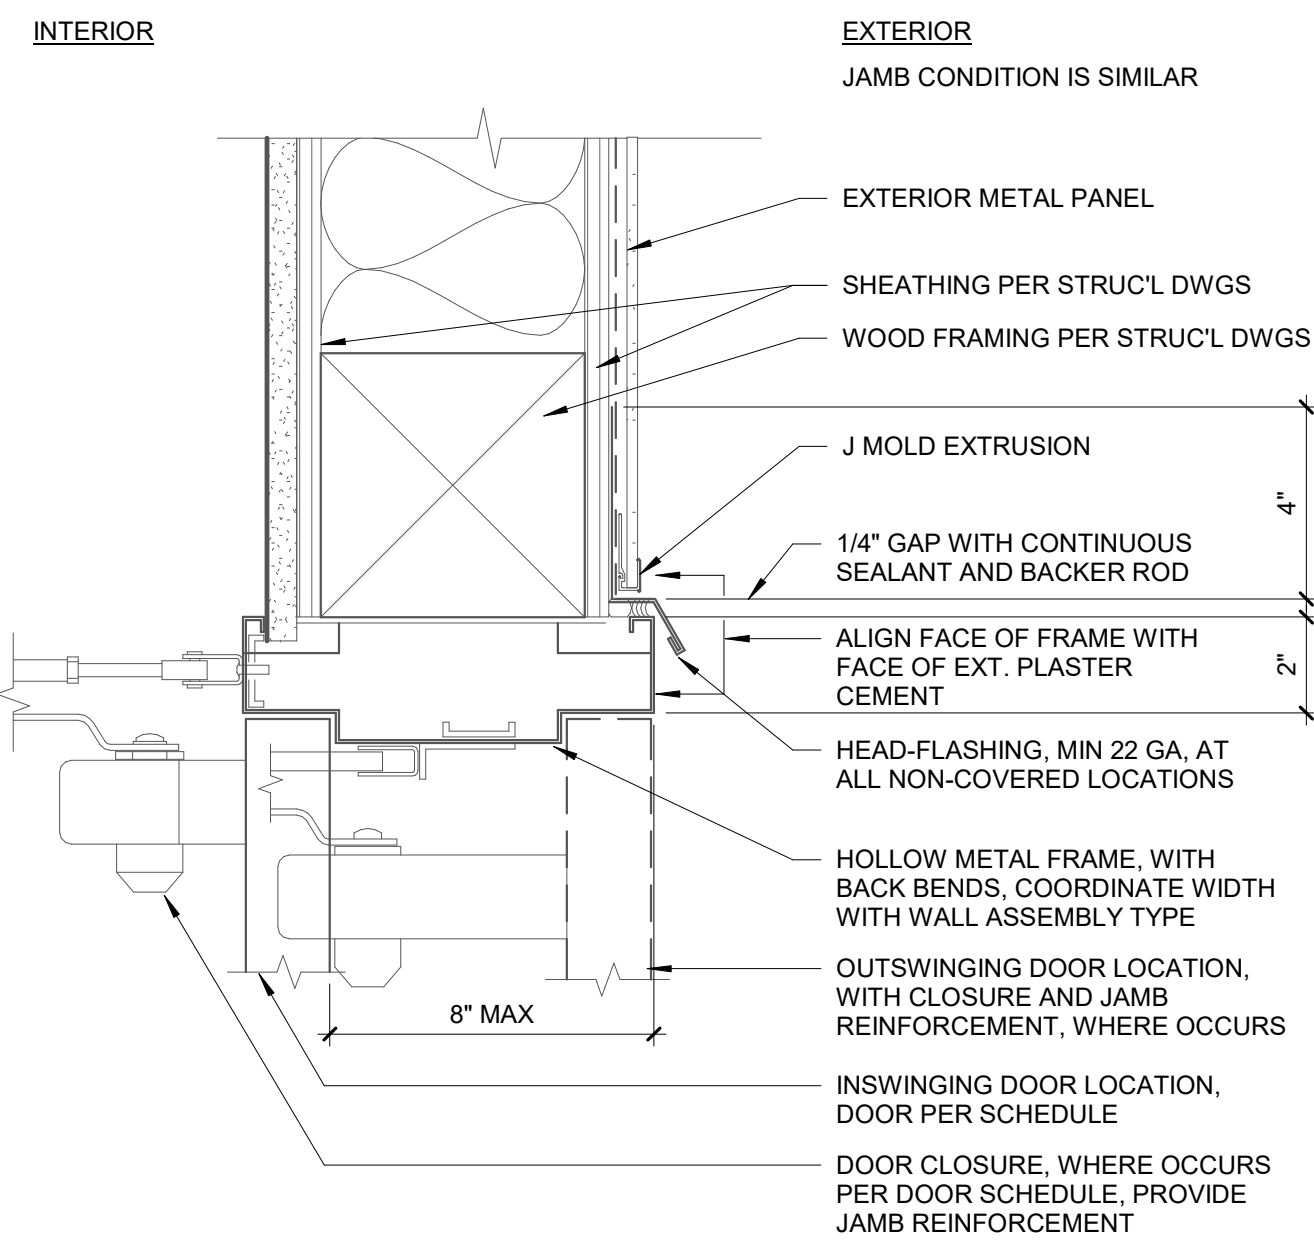 INTERIOR
EXTERIOR
JAMB CONDITION IS SIMILAR
EXTERIOR METAL PANEL
SHEATHING PER STRUC'L DWGS
WOOD FRAMING PER STRUC'L DWGS
J MOLD EXTRUSION
4"
1/4" GAP WITH CONTINUOUS
SEALANT AND BACKER ROD
ALIGN FACE OF FRAME WITH
FACE OF EXT. PLASTER
CEMENT
2"
HEAD-FLASHING, MIN 22 GA, AT
ALL NON-COVERED LOCATIONS
HOLLOW METAL FRAME, WITH
BACK BENDS, COORDINATE WIDTH
WITH WALL ASSEMBLY TYPE
OUTSWINGING DOOR LOCATION,
WITH CLOSURE AND JAMB
REINFORCEMENT, WHERE OCCURS
8" MAX
INSWINGING DOOR LOCATION,
DOOR PER SCHEDULE
DOOR CLOSURE, WHERE OCCURS
PER DOOR SCHEDULE, PROVIDE
JAMB REINFORCEMENT